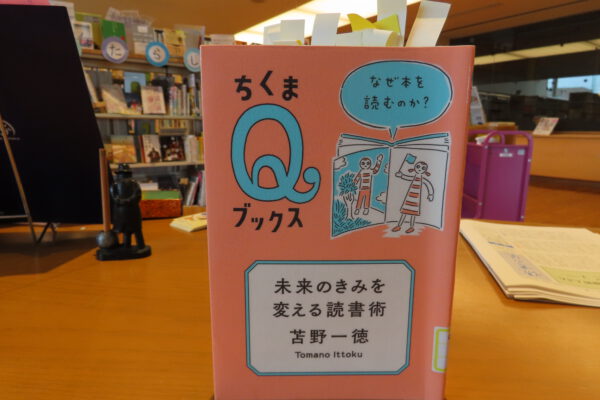 ちくま
Q
ブックス
なぜ本を
読むのか?
未来のきみを
変える読書術
苫野一徳
Tomano Ittoku